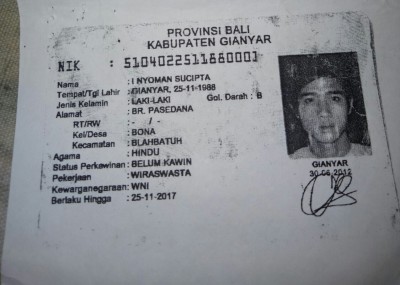 PROVINSI BALI
KABUPATEN GIANYAR
NIK : 5104022511880001
Nama : I NYOMAN SUCIPTA
Tempat/Tgl Lahir : GIANYAR, 25-11-1988
Jenis Kelamin : LAKI-LAKI Gol. Darah : B
Alamat : BR. PASEDANA
RT/RW : - / -
Kel/Desa : BONA
Kecamatan : BLAHBATUH
Agama : HINDU
Status Perkawinan : BELUM KAWIN
Pekerjaan : WIRASWASTA
Kewarganegaraan : WNI
Berlaku Hingga : 25-11-2017
GIANYAR
30-06-2012